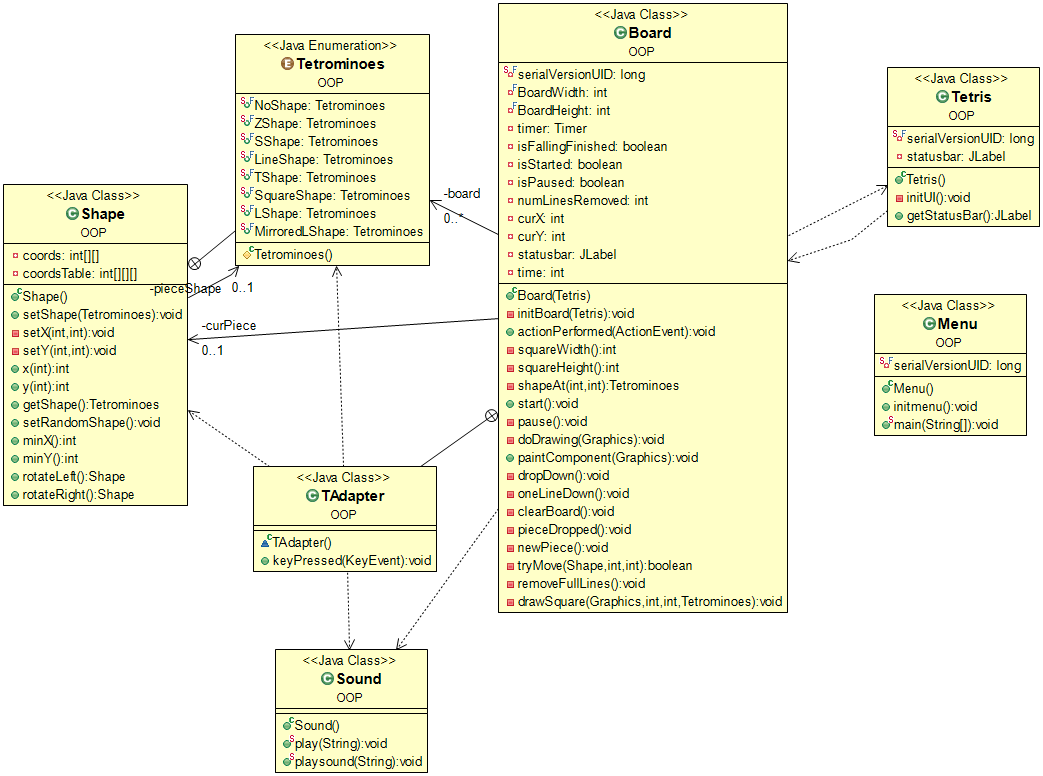 <<Java Class>>
Board
OOP
serialVersionUID: long
BoardWidth: int
BoardHeight: int
timer: Timer
isFallingFinished: boolean
isStarted: boolean
isPaused: boolean
numLinesRemoved: int
curX: int
curY: int
statusbar: JLabel
time: int
Board(Tetris)
initBoard(Tetris):void
actionPerformed(ActionEvent):void
squareWidth():int
squareHeight():int
shapeAt(int,int):Tetrominoes
start():void
pause():void
doDrawing(Graphics):void
paintComponent(Graphics):void
dropDown():void
oneLineDown():void
clearBoard():void
pieceDropped():void
newPiece():void
tryMove(Shape,int,int):boolean
removeFullLines():void
drawSquare(Graphics,int,int,Tetrominoes):void
<<Java Enumeration>>
Tetrominoes
OOP
NoShape: Tetrominoes
ZShape: Tetrominoes
SShape: Tetrominoes
LineShape: Tetrominoes
TShape: Tetrominoes
SquareShape: Tetrominoes
LShape: Tetrominoes
MirroredLShape: Tetrominoes
Tetrominoes()
<<Java Class>>
Tetris
OOP
serialVersionUID: long
statusbar: JLabel
Tetris()
initUI():void
getStatusBar():JLabel
<<Java Class>>
Shape
OOP
coords: int[][]
coordsTable: int[][][]
Shape()
setShape(Tetrominoes):void
setX(int,int):void
setY(int,int):void
x(int):int
y(int):int
getShape():Tetrominoes
setRandomShape():void
minX():int
minY():int
rotateLeft():Shape
rotateRight():Shape
-board
0..*
-pieceShape
0..1
-curPiece
0..1
<<Java Class>>
Menu
OOP
serialVersionUID: long
Menu()
initmenu():void
main(String[]):void
<<Java Class>>
TAdapter
OOP
TAdapter()
keyPressed(KeyEvent):void
<<Java Class>>
Sound
OOP
Sound()
play(String):void
playsound(String):void